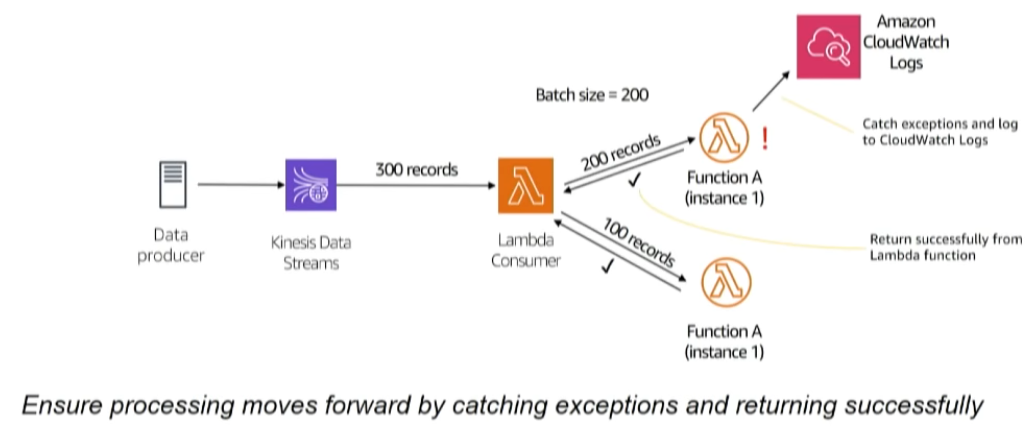 Amazon
CloudWatch
Logs
Batch size = 200
Catch exceptions and log
to CloudWatch Logs
200 records
300 records
Function A
(instance 1)
Data
producer
Kinesis Data
Streams
Lambda
Consumer
100 records
Return successfully from
Lambda function
Function A
(instance 1)
Ensure processing moves forward by catching exceptions and returning successfully